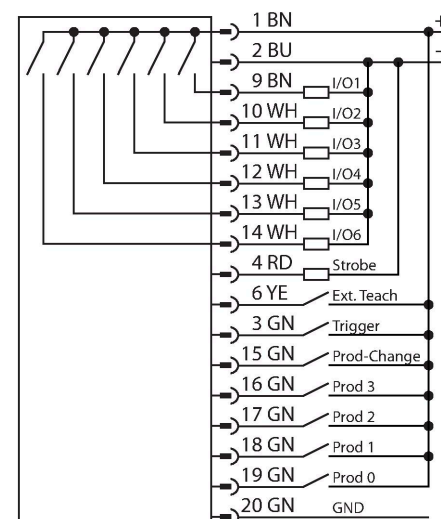 1 BN +
2 BU −
9 BN I/O1
10 WH I/O2
11 WH I/O3
12 WH I/O4
13 WH I/O5
14 WH I/O6
4 RD Strobe
6 YE Ext. Teach
3 GN Trigger
15 GN Prod-Change
16 GN Prod 3
17 GN Prod 2
18 GN Prod 1
19 GN Prod 0
20 GN GND